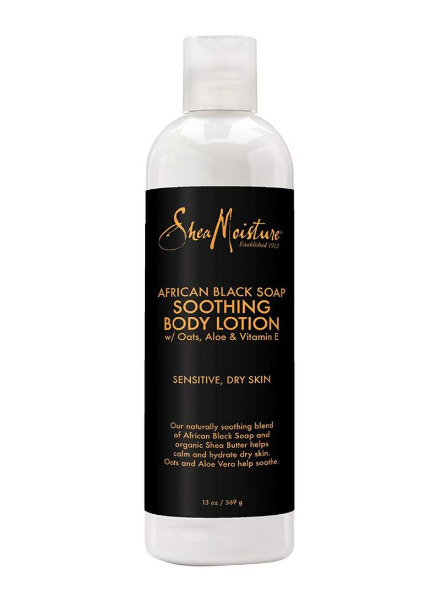 SheaMoisture®
Established 1912
AFRICAN BLACK SOAP
SOOTHING
BODY LOTION
w/ Oats, Aloe & Vitamin E
SENSITIVE, DRY SKIN
Our naturally soothing blend
of African Black Soap and
organic Shea Butter helps
calm and hydrate dry skin.
Oats and Aloe Vera help soothe.
13 oz / 369 g